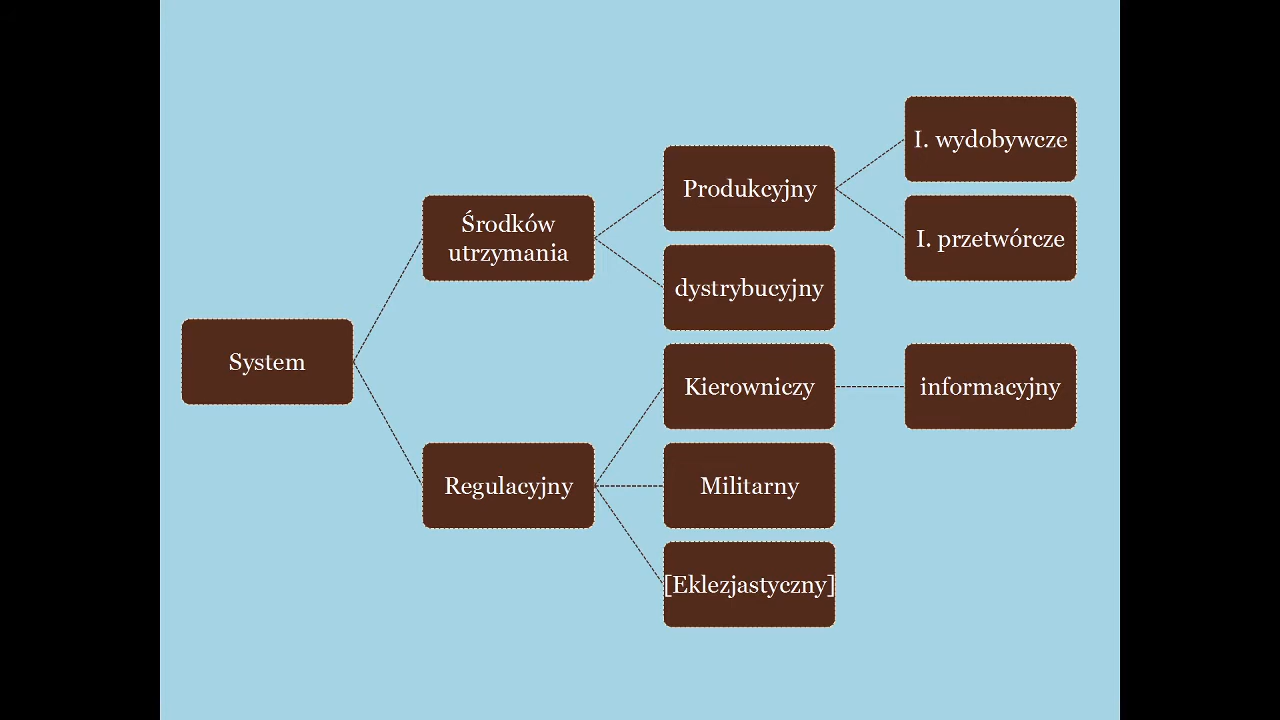 System
Środków
utrzymania
Regulacyjny
Produkcyjny
dystrybucyjny
Kierowniczy
Militarny
[Eklezjastyczny]
I. wydobywcze
I. przetwórcze
informacyjny